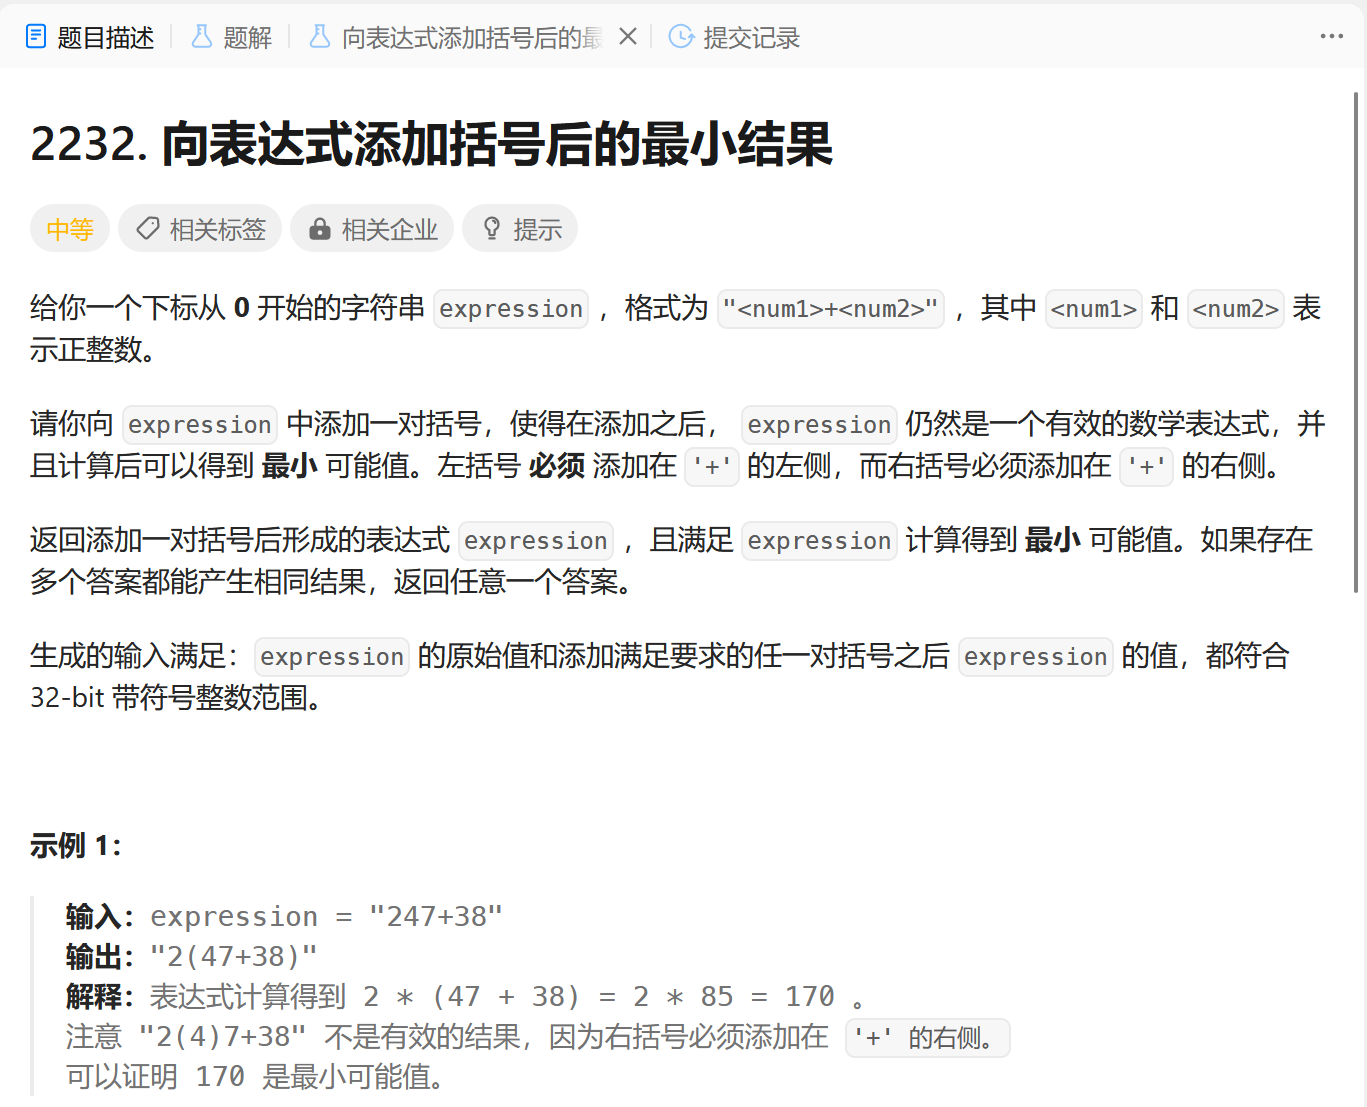 题目描述 题解 向表达式添加括号后的最 提交记录
2232. 向表达式添加括号后的最小结果
中等 相关标签 相关企业 提示
给你一个下标从 0 开始的字符串 expression ，格式为 "<num1>+<num2>" ，其中 <num1> 和 <num2> 表
示正整数。
请你向 expression 中添加一对括号，使得在添加之后， expression 仍然是一个有效的数学表达式，并
且计算后可以得到 最小 可能值。左括号 必须 添加在 '+' 的左侧，而右括号必须添加在 '+' 的右侧。
返回添加一对括号后形成的表达式 expression ，且满足 expression 计算得到 最小 可能值。如果存在
多个答案都能产生相同结果，返回任意一个答案。
生成的输入满足：expression 的原始值和添加满足要求的任一对括号之后 expression 的值，都符合
32-bit 带符号整数范围。
示例 1：
输入：expression = "247+38"
输出："2(47+38)"
解释：表达式计算得到 2 * (47 + 38) = 2 * 85 = 170 。
注意 "2(4)7+38" 不是有效的结果，因为右括号必须添加在 '+' 的右侧。
可以证明 170 是最小可能值。